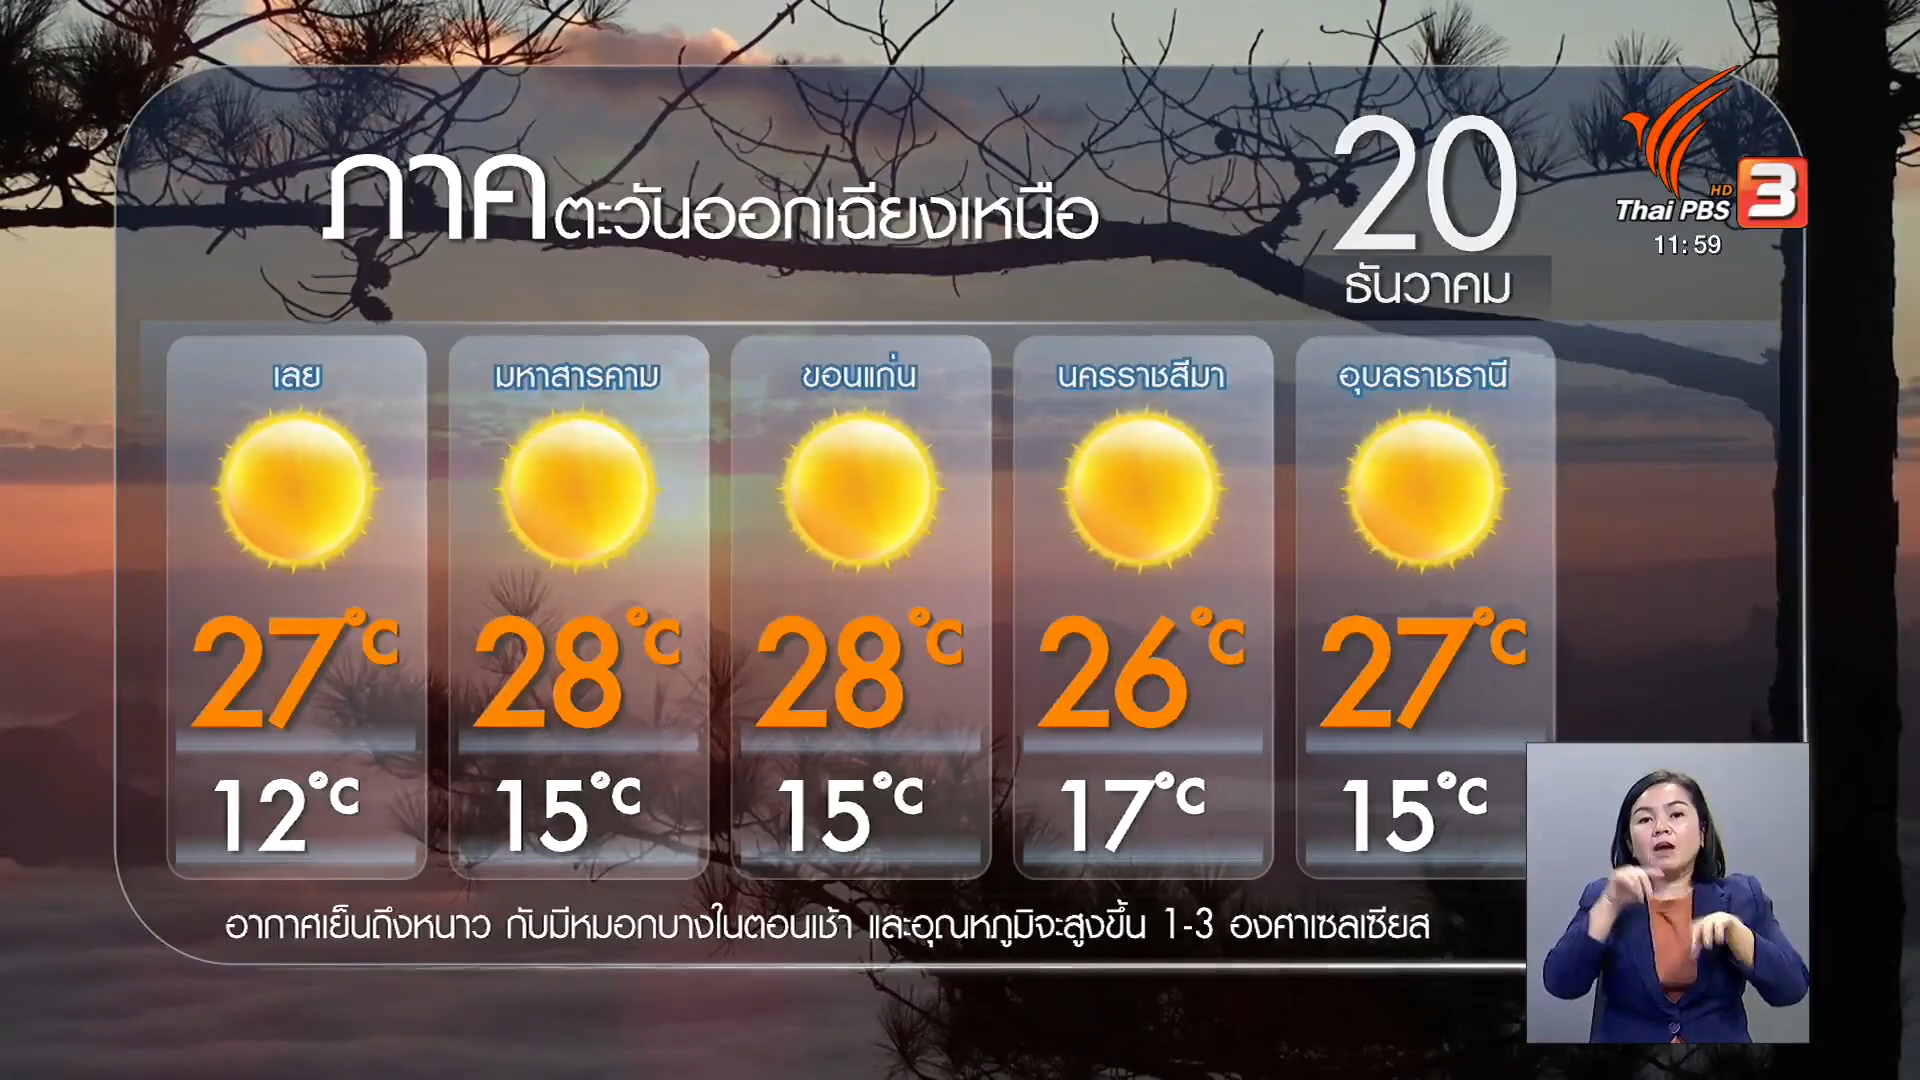 ภาคตะวันออกเฉียงเหนือ
20
ธันวาคม
HD
Thai PBS 3
11:59
เลย
27°C
12°C
มหาสารคาม
28°C
15°C
ขอนแก่น
28°C
15°C
นครราชสีมา
26°C
17°C
อุบลราชธานี
27°C
15°C
อากาศเย็นถึงหนาว กับมีหมอกบางในตอนเช้า และอุณหภูมิจะสูงขึ้น 1-3 องศาเซลเซียส